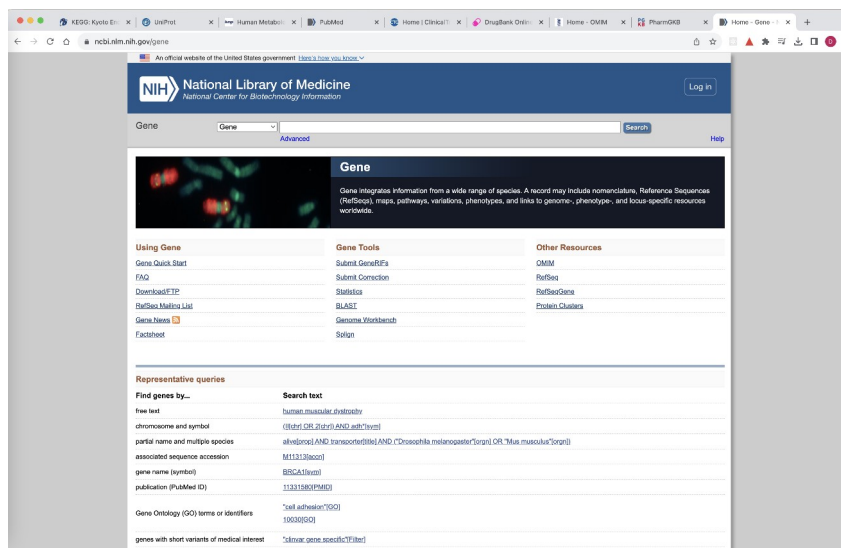 KEGG: Kyoto En
UniProt
Human Metabolo
PubMed
Home | ClinicalTr
DrugBank Online
Home - OMIM
PharmGKB
Home - Gene -
ncbi.nlm.nih.gov/gene
An official website of the United States government Here's how you know
NIH
National Library of Medicine
National Center for Biotechnology Information
Log in
Gene
Gene
Search
Advanced
Help
Gene
Gene integrates information from a wide range of species. A record may include nomenclature, Reference Sequences
(RefSeqs), maps, pathways, variations, phenotypes, and links to genome-, phenotype-, and locus-specific resources
worldwide.
Using Gene
Gene Quick Start
FAQ
Download/FTP
RefSeq Mailing List
Gene News
Factsheet
Gene Tools
Submit GeneRIFs
Submit Correction
Statistics
BLAST
Genome Workbench
Splign
Other Resources
OMIM
RefSeq
RefSeqGene
Protein Clusters
Representative queries
Find genes by... Search text
free text human muscular dystrophy
chromosome and symbol (II[chr] OR 2[chr]) AND adh*[sym]
partial name and multiple species alive[prop] AND transporter[title] AND ("Drosophila melanogaster"[orgn] OR "Mus musculus"[orgn])
associated sequence accession M11313[accn]
gene name (symbol) BRCA1[sym]
publication (PubMed ID) 11331580[PMID]
Gene Ontology (GO) terms or identifiers "cell adhesion"[GO]
10030[GO]
genes with short variants of medical interest "clinvar gene specific"[Filter]